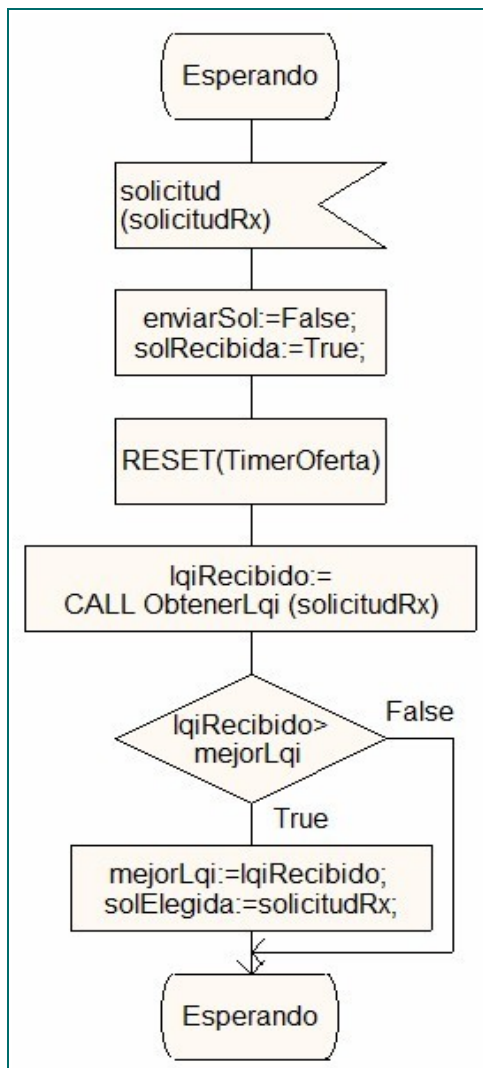 Esperando
solicitud
(solicitudRx)
enviarSol:=False;
solRecibida:=True;
RESET(TimerOferta)
lqiRecibido:=
CALL ObtenerLqi (solicitudRx)
lqiRecibido>
mejorLqi
False
True
mejorLqi:=lqiRecibido;
solElegida:=solicitudRx;
Esperando